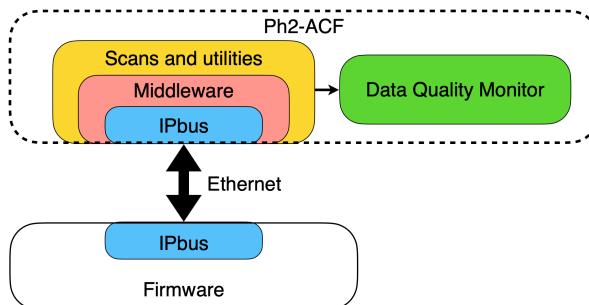 Ph2-ACF
Scans and utilities
Middleware
IPbus
Data Quality Monitor
Ethernet
IPbus
Firmware